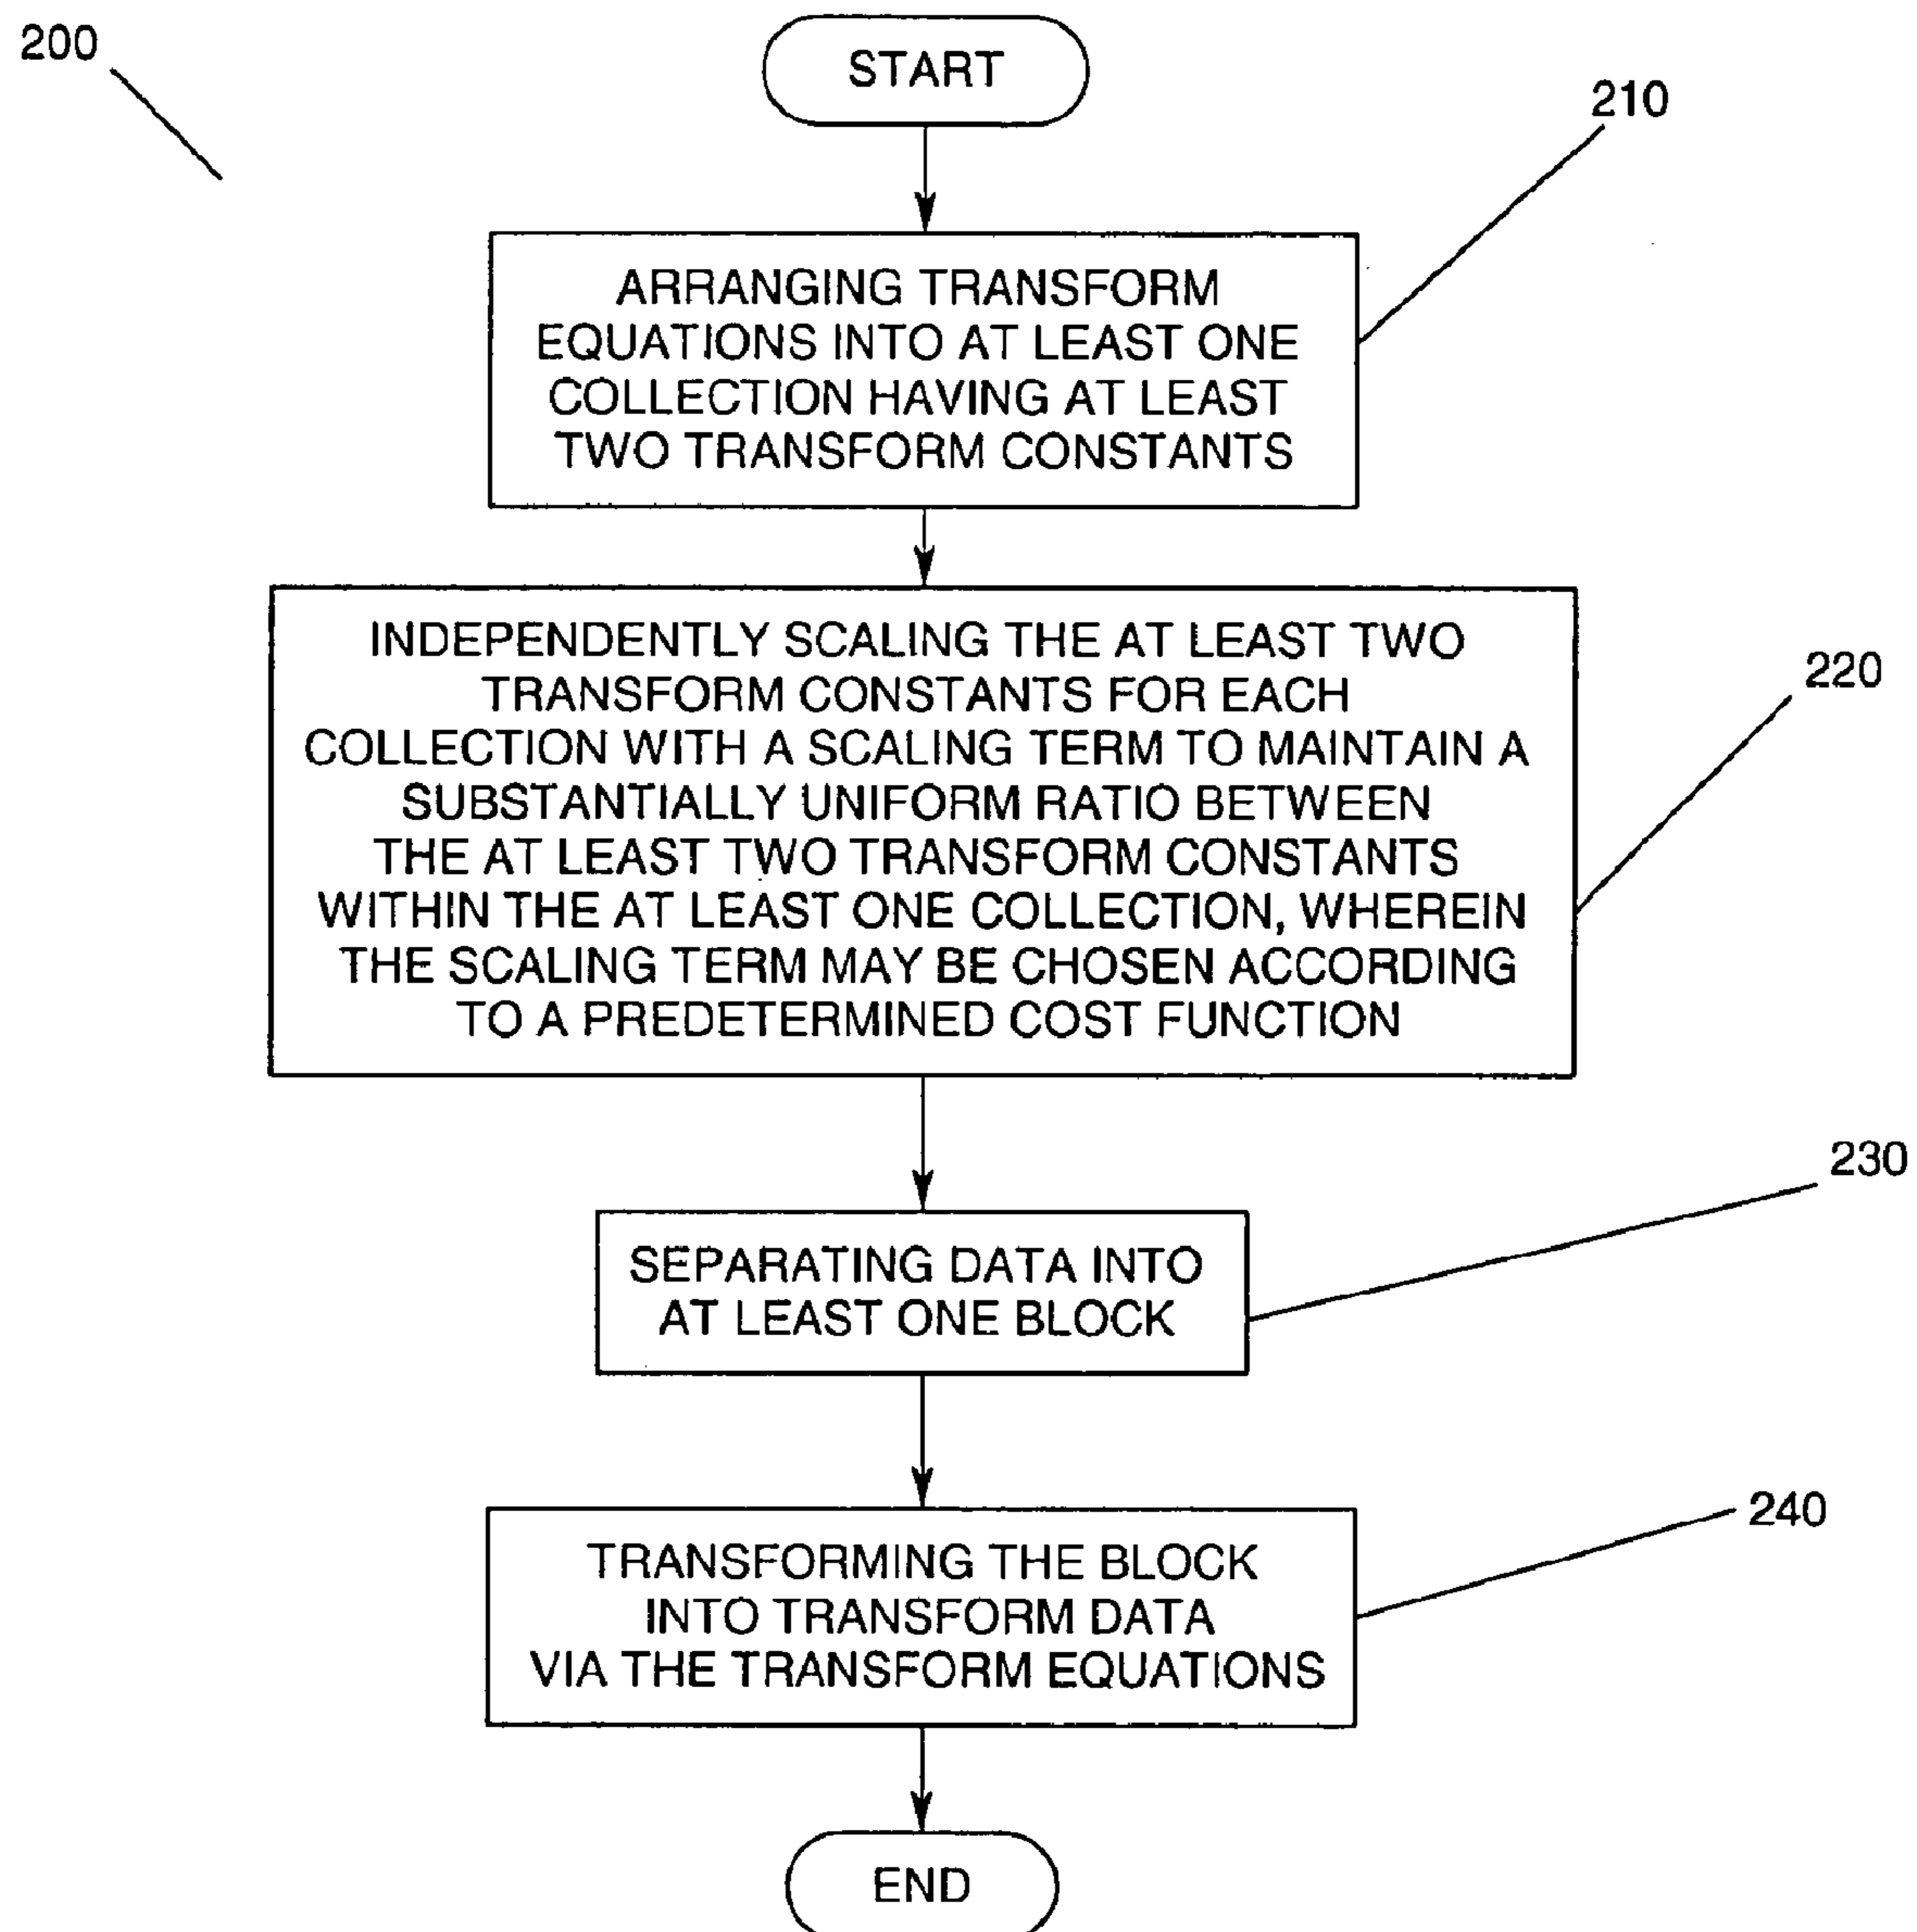 200
START
210
ARRANGING TRANSFORM
EQUATIONS INTO AT LEAST ONE
COLLECTION HAVING AT LEAST
TWO TRANSFORM CONSTANTS
INDEPENDENTLY SCALING THE AT LEAST TWO
TRANSFORM CONSTANTS FOR EACH
COLLECTION WITH A SCALING TERM TO MAINTAIN A
SUBSTANTIALLY UNIFORM RATIO BETWEEN
THE AT LEAST TWO TRANSFORM CONSTANTS
WITHIN THE AT LEAST ONE COLLECTION, WHEREIN
THE SCALING TERM MAY BE CHOSEN ACCORDING
TO A PREDETERMINED COST FUNCTION
220
230
SEPARATING DATA INTO
AT LEAST ONE BLOCK
240
TRANSFORMING THE BLOCK
INTO TRANSFORM DATA
VIA THE TRANSFORM EQUATIONS
END